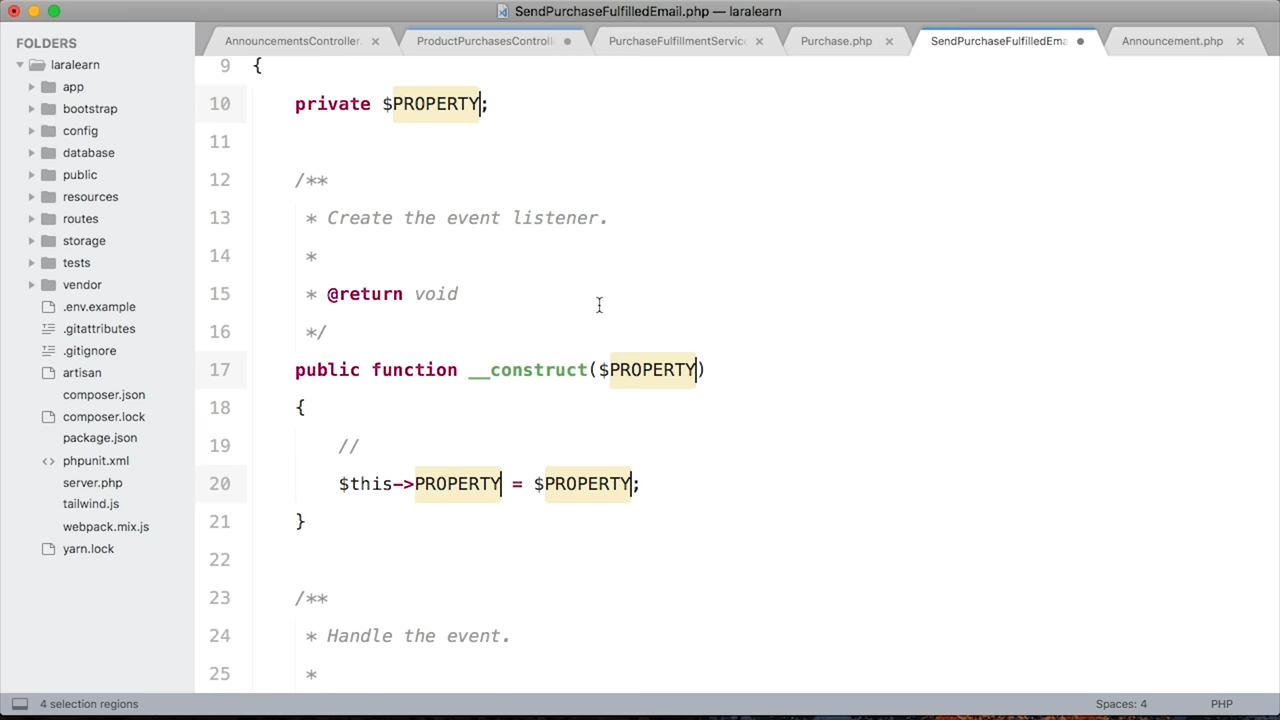 SendPurchaseFulfilledEmail.php — laralearn
AnnouncementsController. ×
ProductPurchasesControll
PurchaseFulfillmentServic ×
Purchase.php ×
SendPurchaseFulfilledEma
Announcement.php ×
FOLDERS
laralearn
app
bootstrap
config
database
public
resources
routes
storage
tests
vendor
.env.example
.gitattributes
.gitignore
artisan
composer.json
composer.lock
package.json
phpunit.xml
server.php
tailwind.js
webpack.mix.js
yarn.lock
9 {
10 private $PROPERTY;
11
12 /**
13 * Create the event listener.
14 *
15 * @return void
16 */
17 public function __construct($PROPERTY)
18 {
19 //
20 $this->PROPERTY = $PROPERTY;
21 }
22
23 /**
24 * Handle the event.
25 *
4 selection regions
Spaces: 4
PHP